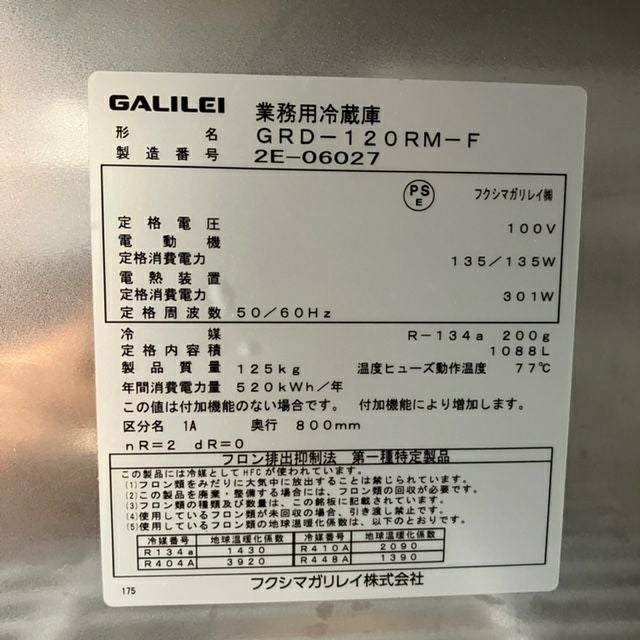 GALILEI 業務用冷蔵庫
形名 GRD-120RM-F
製造番号 2E-06027
PS E フクシマガリレイ㈱
定格電圧 100V
電動機
定格消費電力 135/135W
電熱装置
定格消費電力 301W
定格周波数 50/60Hz
冷媒 R-134a 200g
定格内容積 1088L
製品質量 125kg 温度ヒューズ動作温度 77℃
年間消費電力量 520kWh/年
この値は付加機能のない場合です。 付加機能により増加します。
区分名 1A 奥行 800mm
nR=2 dR=0
フロン排出抑制法 第一種特定製品
この製品には冷媒としてHFCが使われています。
(1)フロン類をみだりに大気中に放出することは禁じられています。
(2)この製品を廃棄・整備する場合には、フロン類の回収が必要です。
(3)フロンの種類及び数量は、この銘板に記載されています。
(4)使用しているフロン類が未回収の場合、引き渡し禁止です。
(5)使用しているフロン類の地球温暖化係数は、以下のとおりです。
冷媒番号 地球温暖化係数 冷媒番号 地球温暖化係数
R134a 1430 R410A 2090
R404A 3920 R448A 1390
175 フクシマガリレイ株式会社